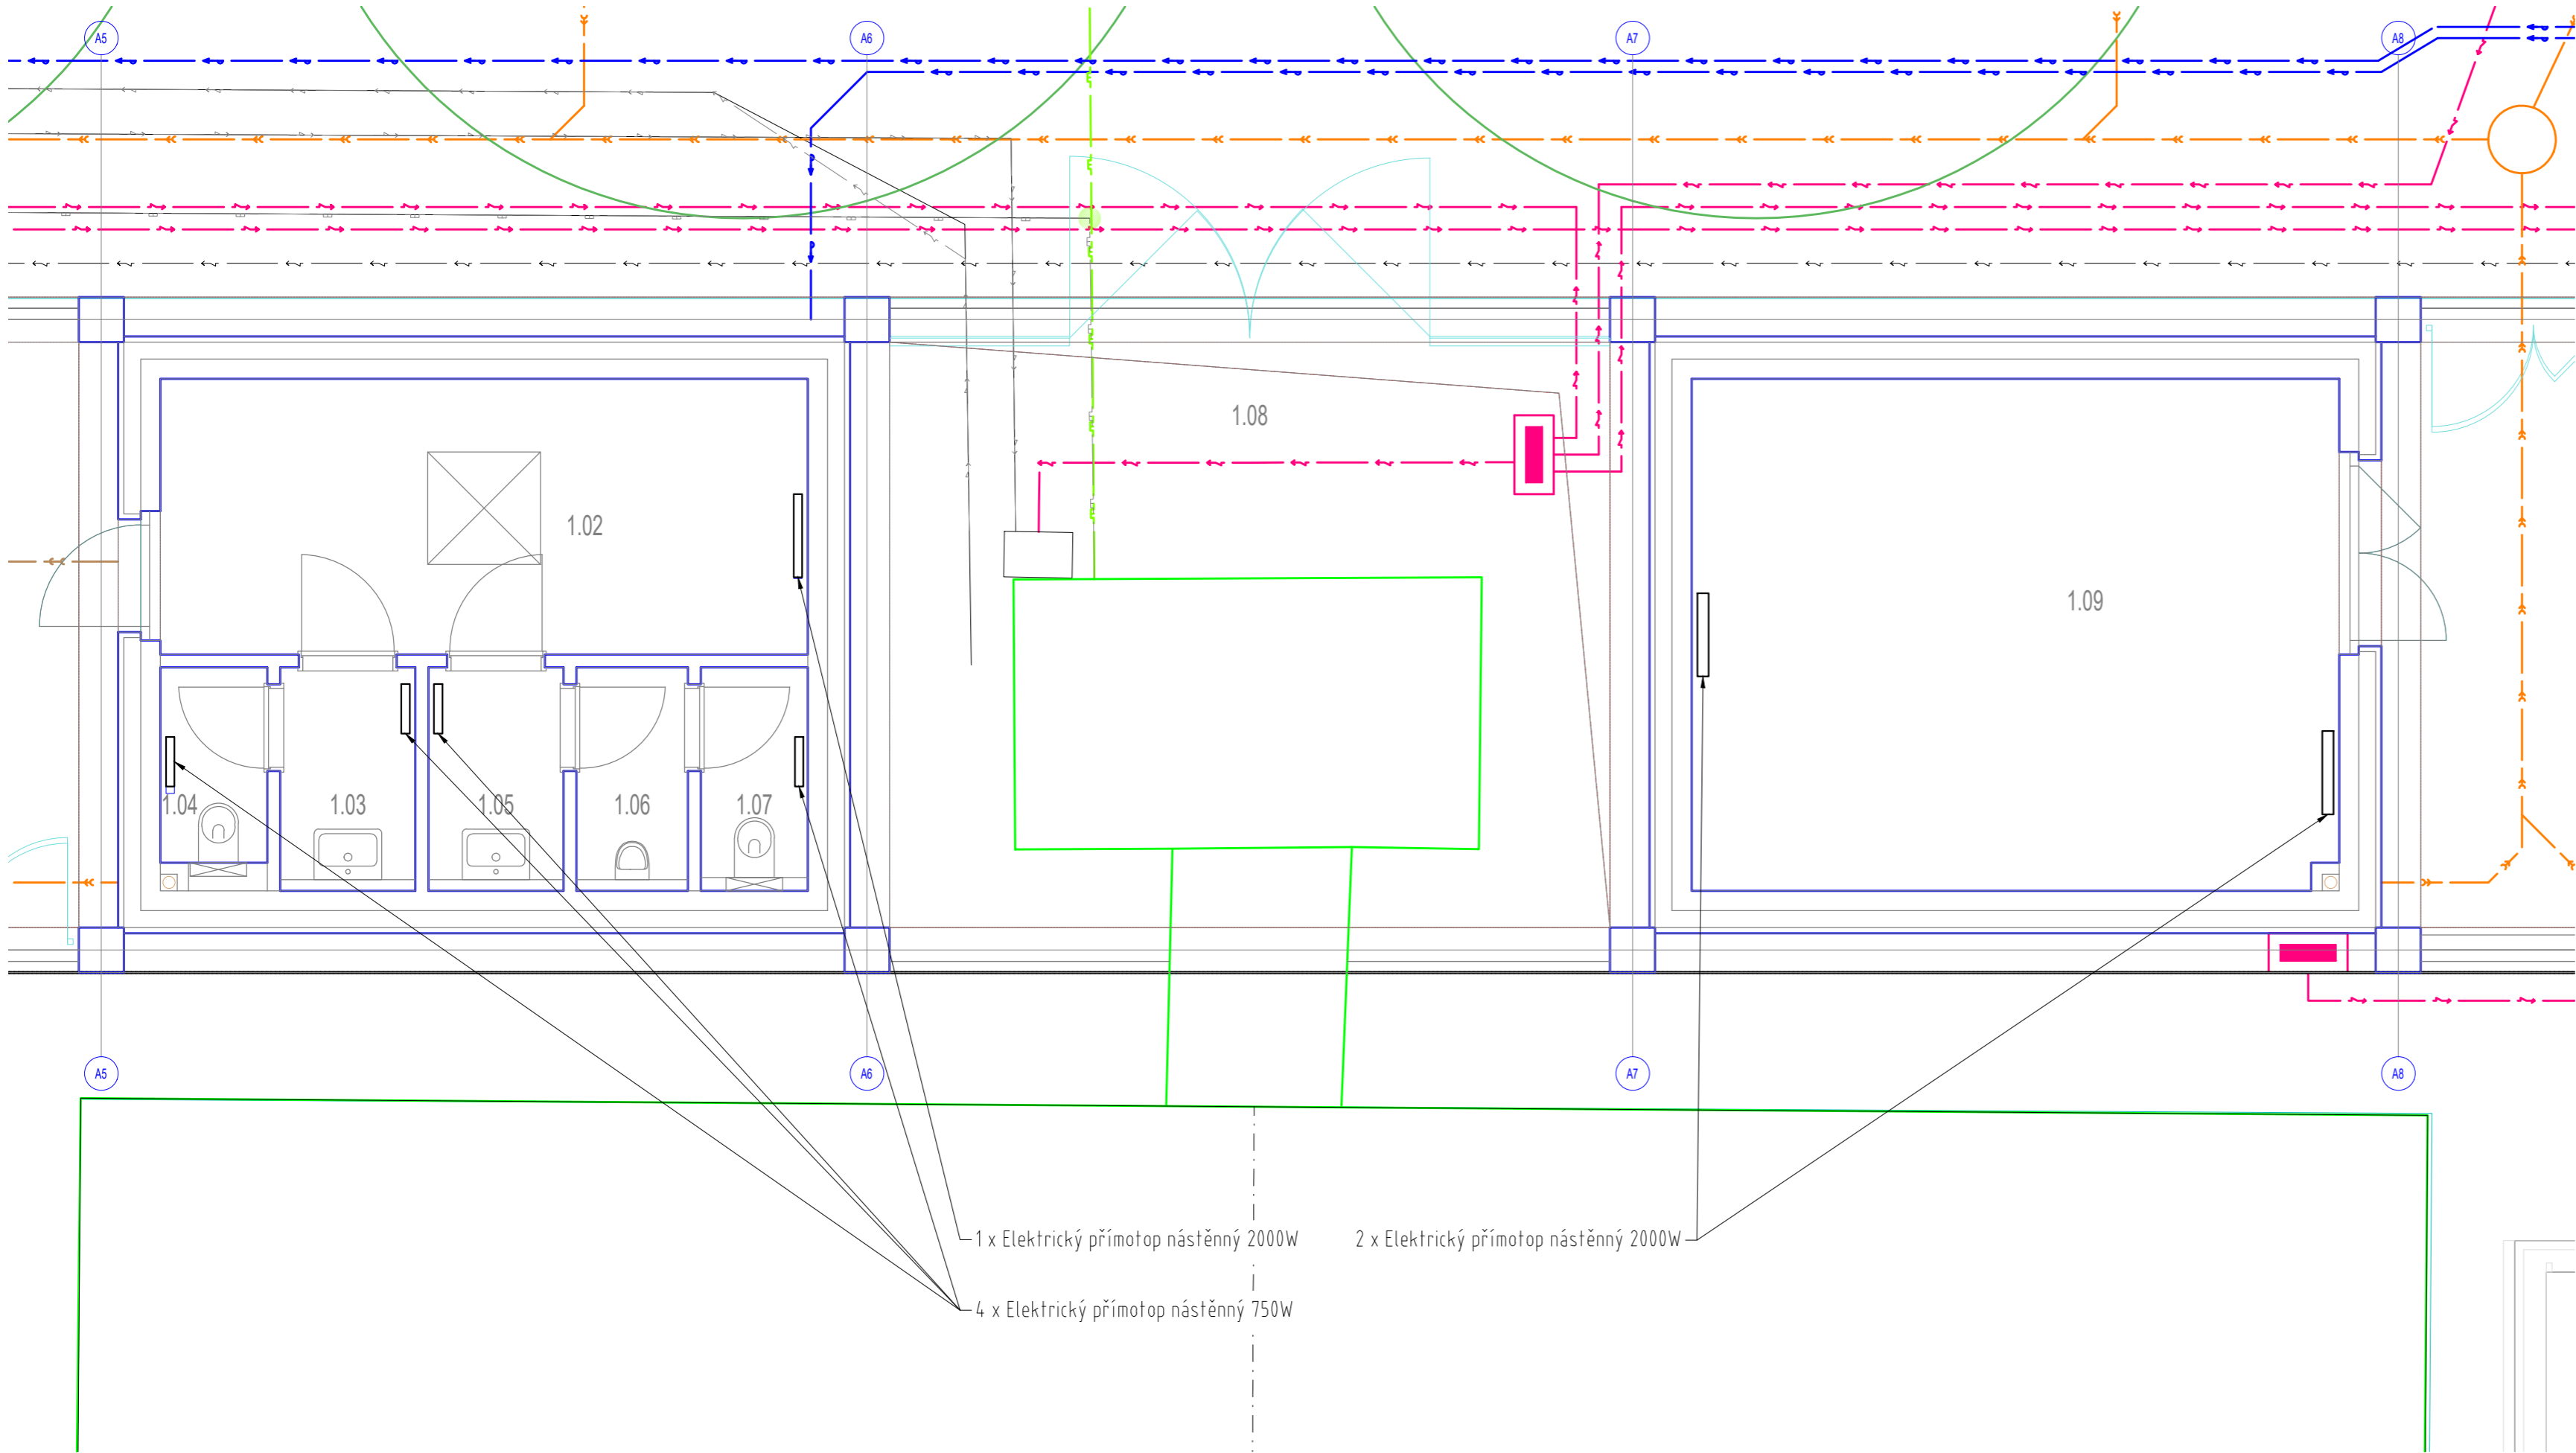 A5 A6 A7 A8
1.08
1.02
1.09
1.04 1.03 1.05 1.06 1.07
A5 A6 A7 A8
1 x Elektrický přímotop nástěnný 2000W
2 x Elektrický přímotop nástěnný 2000W
4 x Elektrický přímotop nástěnný 750W